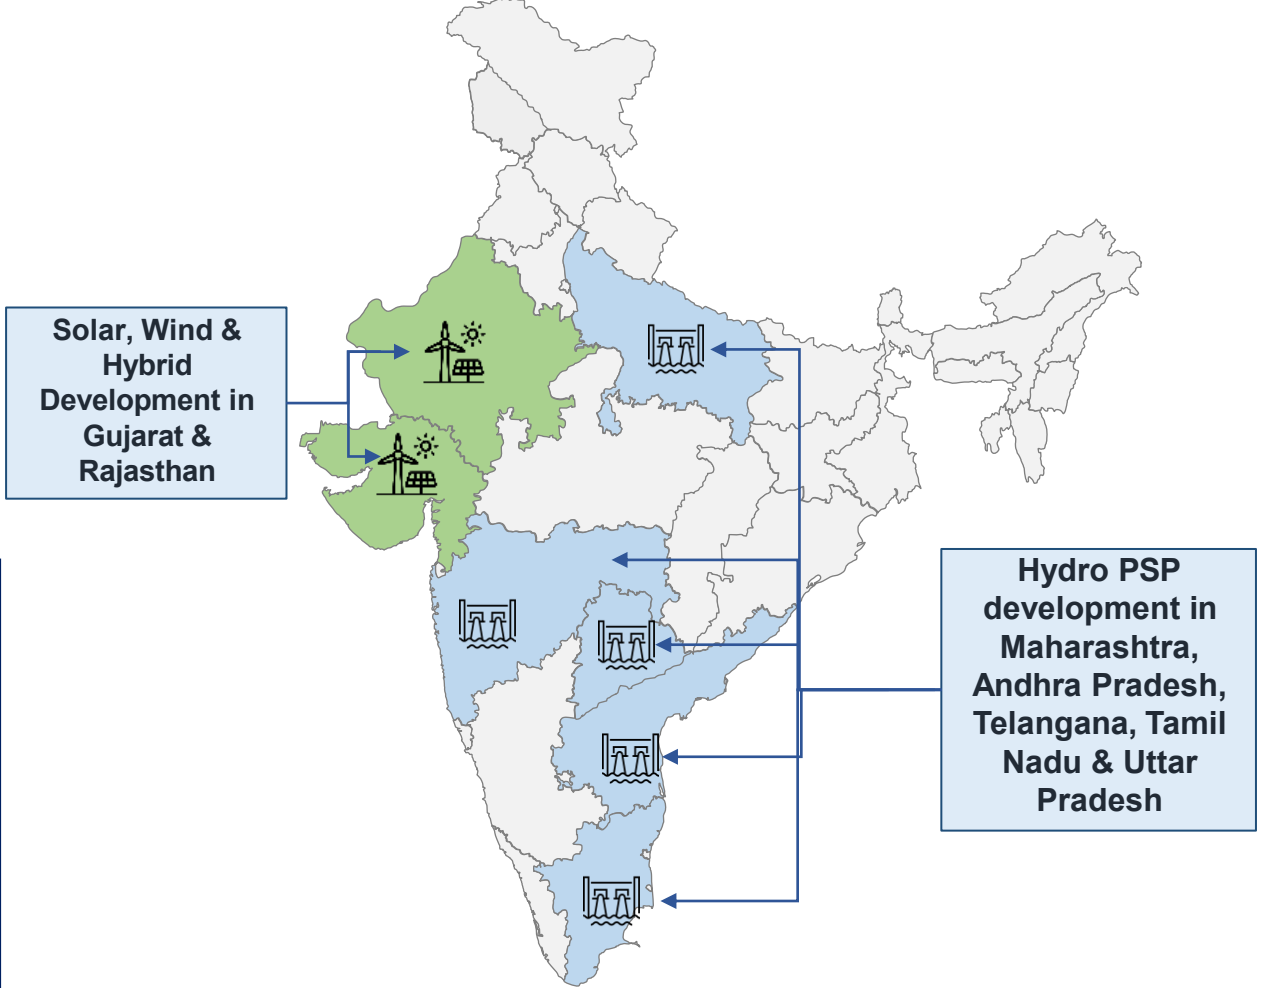 Solar, Wind &
Hybrid
Development in
Gujarat &
Rajasthan
Hydro PSP
development in
Maharashtra,
Andhra Pradesh,
Telangana, Tamil
Nadu & Uttar
Pradesh